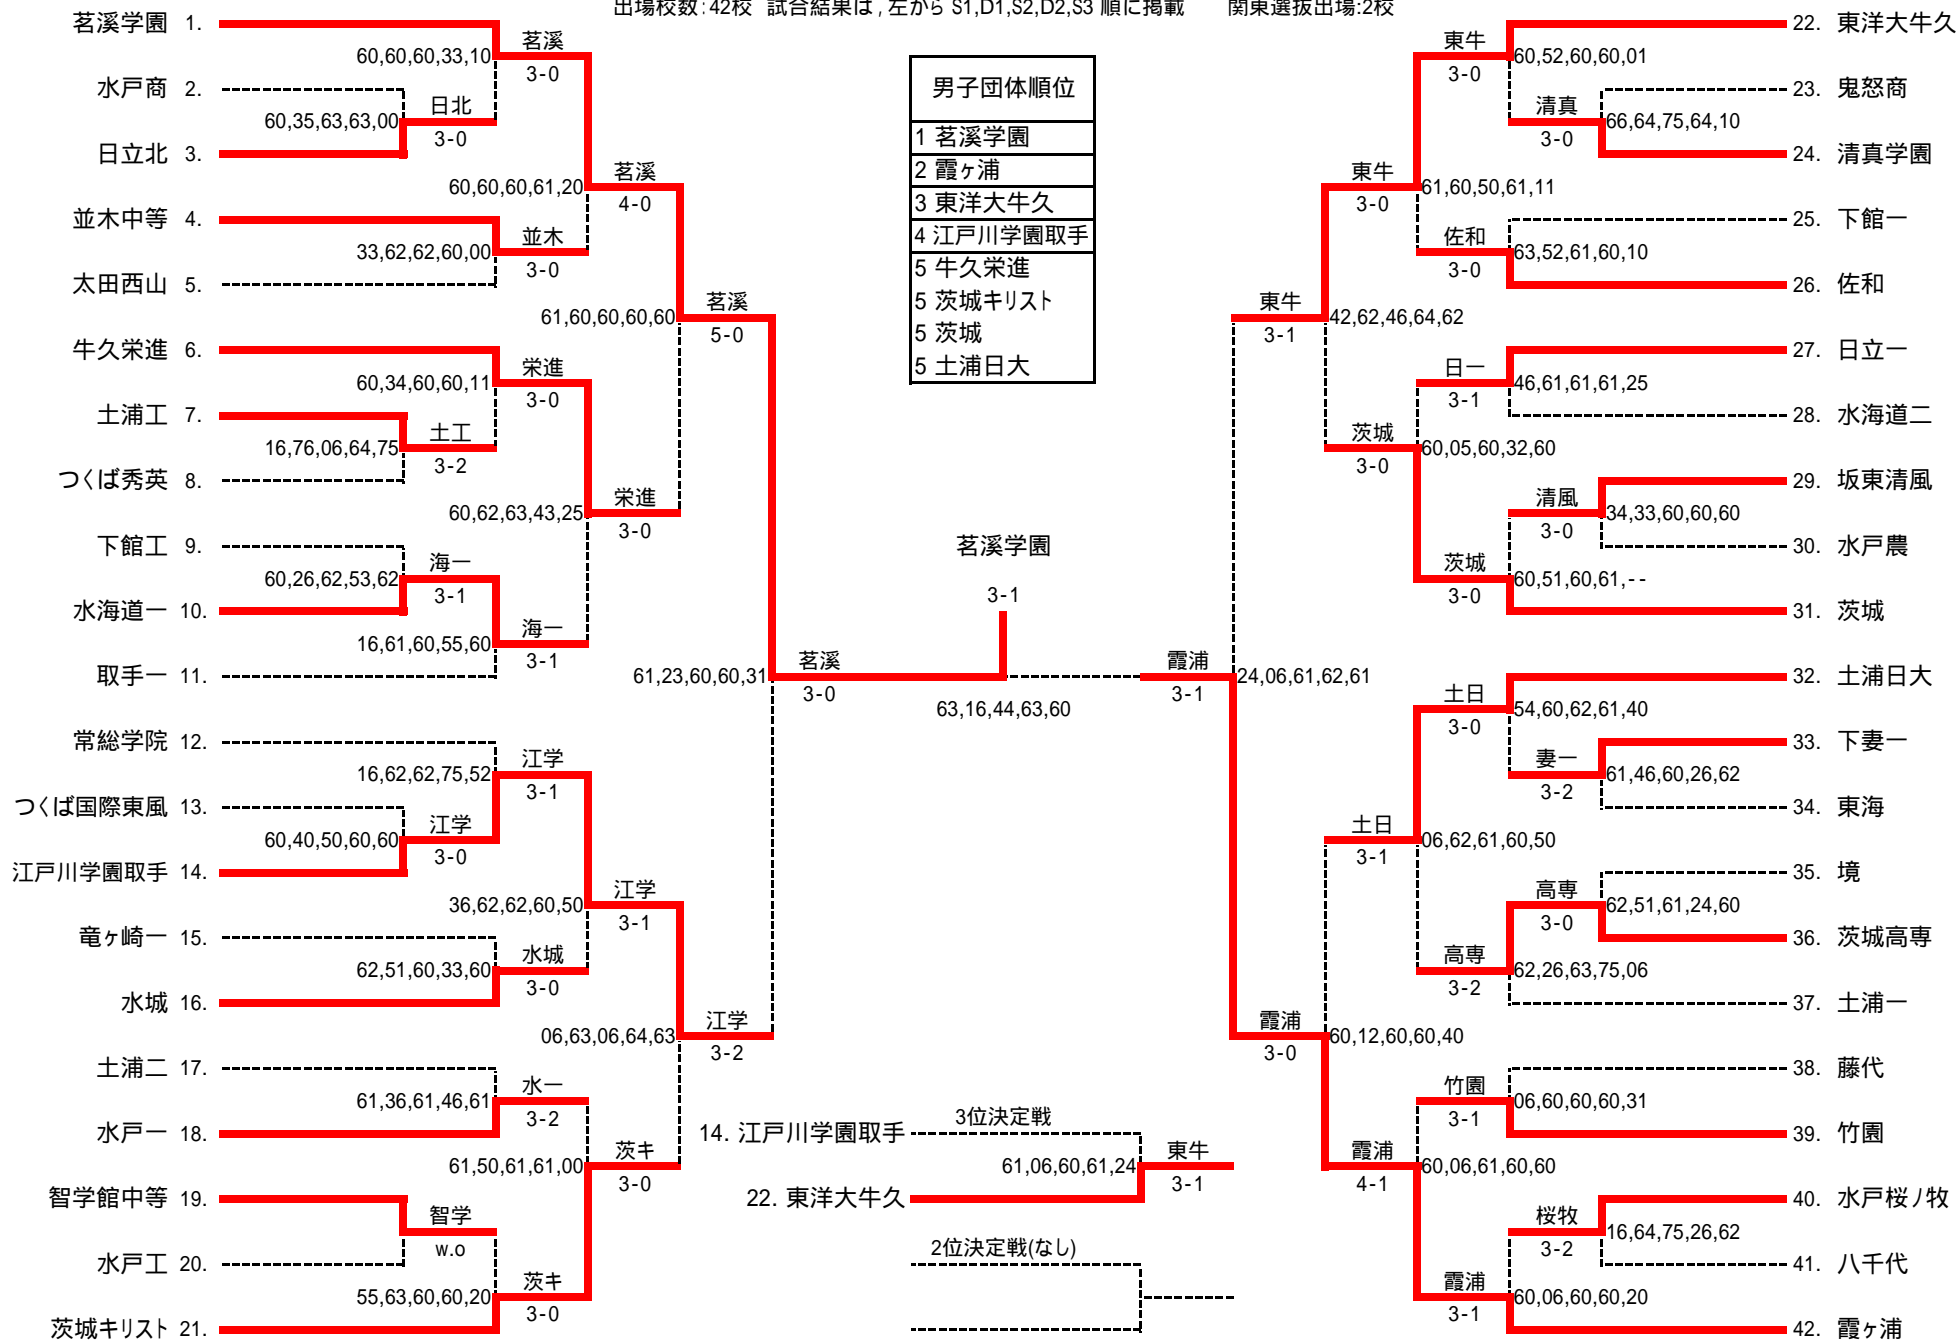 出場校数:42校 試合結果は,左から S1,D1,S2,D2,S3 順に掲載 関東選抜出場:2校
茗溪学園 1.
60,60,60,33,10
茗溪
3-0
水戸商 2.
60,35,63,63,00
日北
3-0
日立北 3.
60,60,60,61,20
茗溪
4-0
並木中等 4.
33,62,62,60,00
並木
3-0
太田西山 5.
61,60,60,60,60
茗溪
5-0
牛久栄進 6.
60,34,60,60,11
栄進
3-0
土浦工 7.
16,76,06,64,75
土工
3-2
つくば秀英 8.
60,62,63,43,25
栄進
3-0
下館工 9.
60,26,62,53,62
海一
3-1
水海道一 10.
16,61,60,55,60
海一
3-1
取手一 11.
61,23,60,60,31
茗溪
3-0
常総学院 12.
16,62,62,75,52
江学
3-1
つくば国際東風 13.
60,40,50,60,60
江学
3-0
江戸川学園取手 14.
36,62,62,60,50
江学
3-1
竜ヶ崎一 15.
62,51,60,33,60
水城
3-0
水城 16.
06,63,06,64,63
江学
3-2
土浦二 17.
61,36,61,46,61
水一
3-2
水戸一 18.
61,50,61,61,00
茨キ
3-0
智学館中等 19.
智学
w.o
水戸工 20.
55,63,60,60,20
茨キ
3-0
茨城キリスト 21.
男子団体順位
1 茗溪学園
2 霞ヶ浦
3 東洋大牛久
4 江戸川学園取手
5 牛久栄進
5 茨城キリスト
5 茨城
5 土浦日大
茗溪学園
3-1
63,16,44,63,60
3位決定戦
14. 江戸川学園取手
61,06,60,61,24
東牛
3-1
22. 東洋大牛久
2位決定戦(なし)
22. 東洋大牛久
東牛
3-0
60,52,60,60,01
23. 鬼怒商
清真
3-0
66,64,75,64,10
24. 清真学園
東牛
3-0
61,60,50,61,11
25. 下館一
佐和
3-0
63,52,61,60,10
26. 佐和
東牛
3-1
42,62,46,64,62
27. 日立一
日一
3-1
46,61,61,61,25
28. 水海道二
茨城
3-0
60,05,60,32,60
29. 坂東清風
清風
3-0
34,33,60,60,60
30. 水戸農
茨城
3-0
60,51,60,61,--
31. 茨城
霞浦
3-1
24,06,61,62,61
32. 土浦日大
土日
3-0
54,60,62,61,40
33. 下妻一
妻一
3-2
61,46,60,26,62
34. 東海
土日
3-1
06,62,61,60,50
35. 境
高専
3-0
62,51,61,24,60
36. 茨城高専
高専
3-2
62,26,63,75,06
37. 土浦一
霞浦
3-0
60,12,60,60,40
38. 藤代
竹園
3-1
06,60,60,60,31
39. 竹園
霞浦
4-1
60,06,61,60,60
40. 水戸桜ノ牧
桜牧
3-2
16,64,75,26,62
41. 八千代
霞浦
3-1
60,06,60,60,20
42. 霞ヶ浦